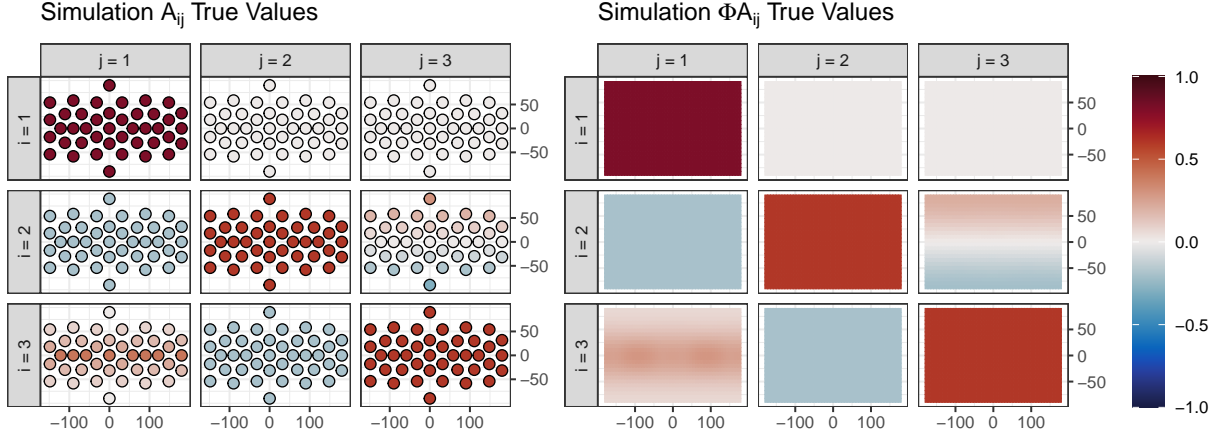 Simulation A_ij True Values
Simulation ΦA_ij True Values
j = 1 j = 2 j = 3
j = 1 j = 2 j = 3
i = 1
50
0
−50
i = 2
50
0
−50
i = 3
50
0
−50
−100 0 100 −100 0 100 −100 0 100
i = 1
50
0
−50
i = 2
50
0
−50
i = 3
50
0
−50
−100 0 100 −100 0 100 −100 0 100
1.0
0.5
0.0
−0.5
−1.0